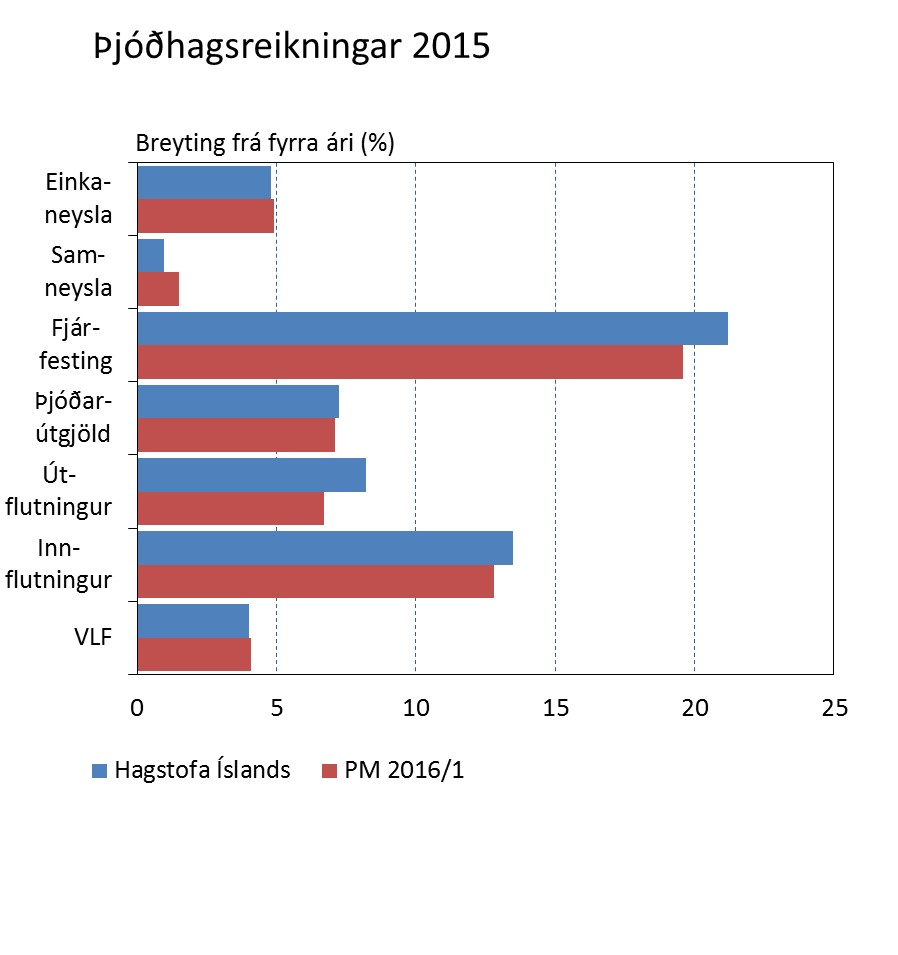 Þjóðhagsreikningar 2015
Breyting frá fyrra ári (%)
Einka-
neysla
Sam-
neysla
Fjár-
festing
Þjóðar-
útgjöld
Út-
flutningur
Inn-
flutningur
VLF
0 5 10 15 20 25
Hagstofa Íslands PM 2016/1